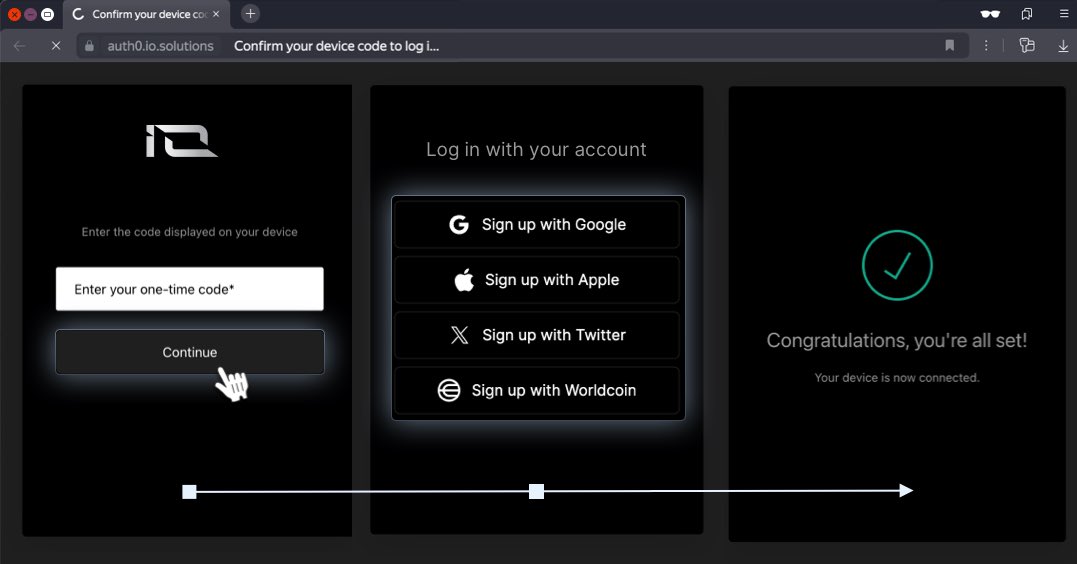 Confirm your device co
auth0.io.solutions Confirm your device code to log i...
iO
Enter the code displayed on your device
Enter your one-time code*
Continue
Log in with your account
Sign up with Google
Sign up with Apple
Sign up with Twitter
Sign up with Worldcoin
Congratulations, you're all set!
Your device is now connected.